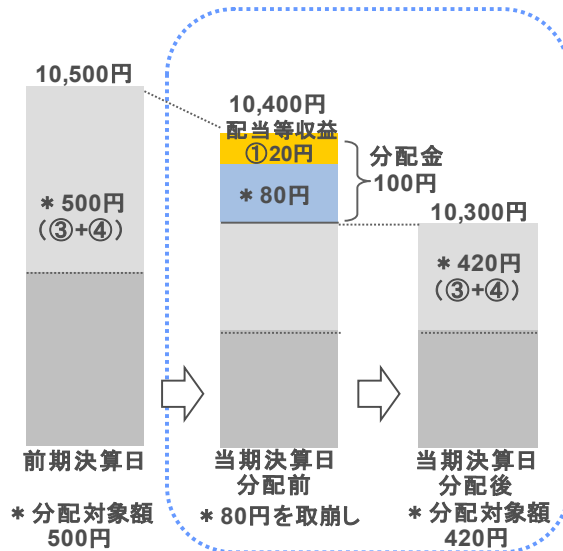 10,500円
10,400円
配当等収益
①20円
分配金
100円
＊80円
＊500円
（③+④）
10,300円
＊420円
（③+④）
前期決算日
当期決算日
分配前
当期決算日
分配後
＊分配対象額
500円
＊80円を取崩し
＊分配対象額
420円